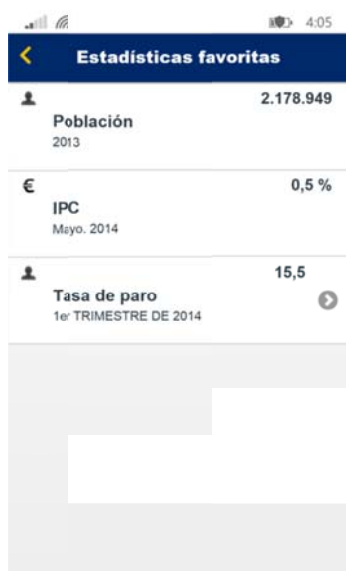 4:05
Estadísticas favoritas
2.178.949
Población
2013
€
0,5 %
IPC
Mayo. 2014
15,5
Tasa de paro
1er TRIMESTRE DE 2014